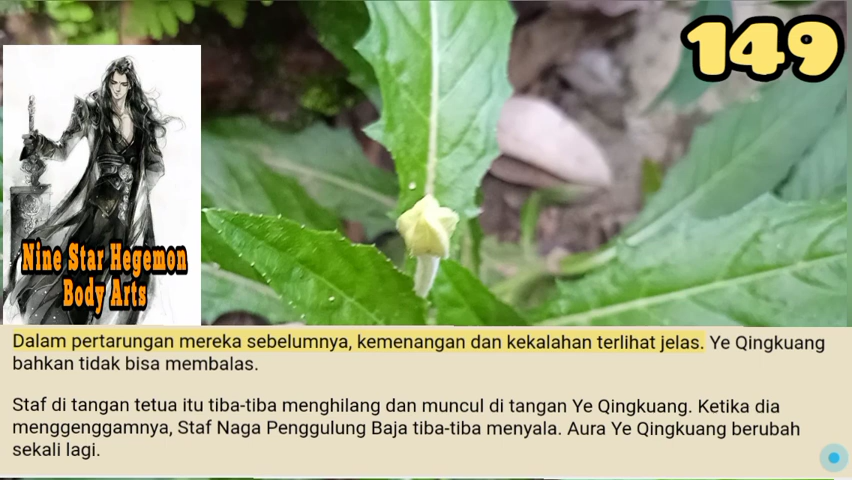 149
Nine Star Hegemon
Body Arts
Dalam pertarungan mereka sebelumnya, kemenangan dan kekalahan terlihat jelas. Ye Qingkuang
bahkan tidak bisa membalas.
Staf di tangan tetua itu tiba-tiba menghilang dan muncul di tangan Ye Qingkuang. Ketika dia
menggenggamnya, Staf Naga Penggulung Baja tiba-tiba menyala. Aura Ye Qingkuang berubah
sekali lagi.